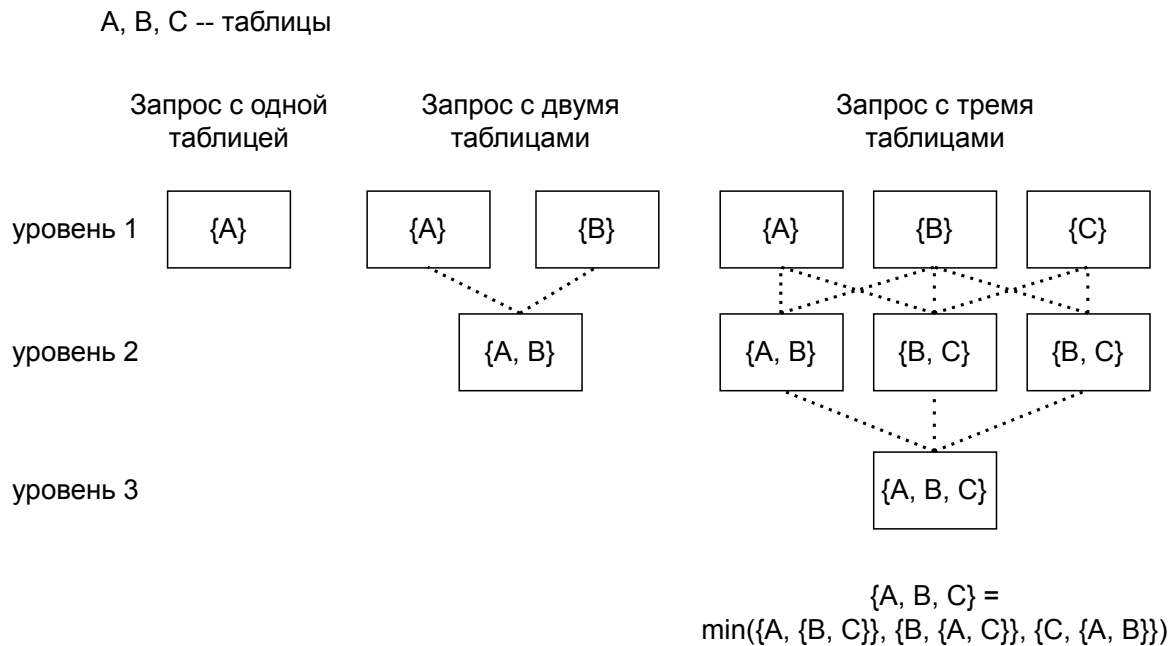 A, B, C -- таблицы
Запрос с одной
таблицей
Запрос с двумя
таблицами
Запрос с тремя
таблицами
уровень 1
{A}
{A}
{B}
{A}
{B}
{C}
уровень 2
{A, B}
{A, B}
{B, C}
{B, C}
уровень 3
{A, B, C}
{A, B, C} =
min({A, {B, C}}, {B, {A, C}}, {C, {A, B}})